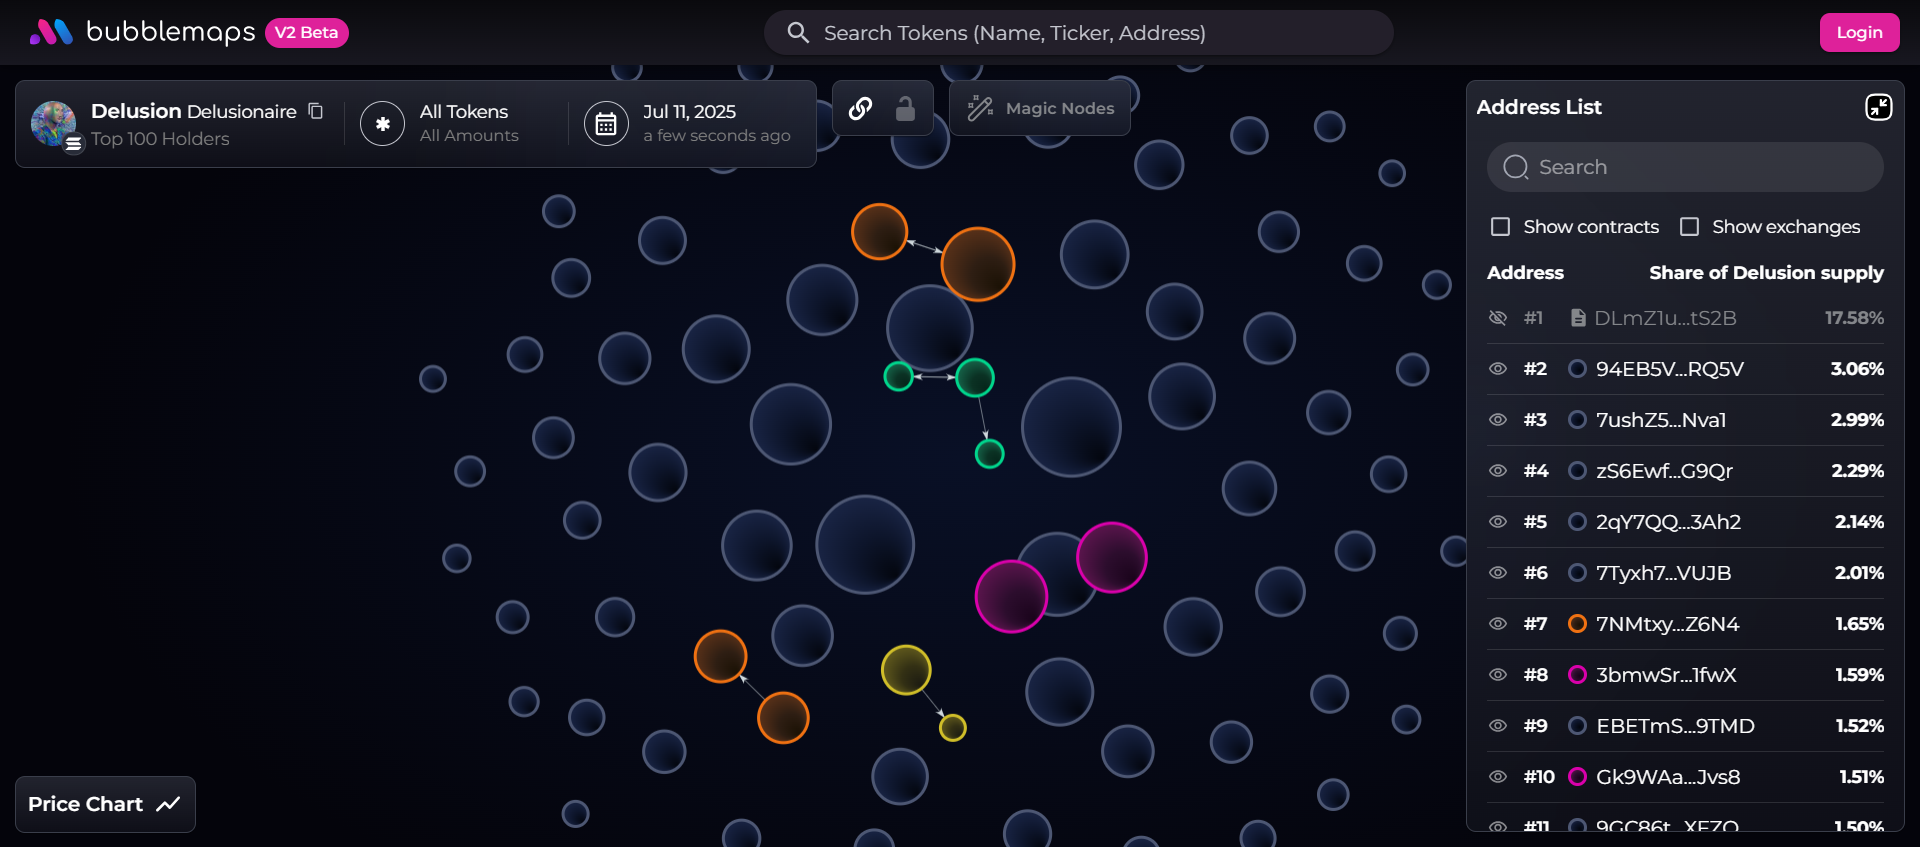 bubblemaps V2 Beta
Search Tokens (Name, Ticker, Address)
Login
Delusion Delusionaire
Top 100 Holders
All Tokens
All Amounts
Jul 11, 2025
a few seconds ago
Magic Nodes
Address List
Search
Show contracts Show exchanges
Address Share of Delusion supply
#1 DLmZ1u...tS2B 17.58%
#2 94EB5V...RQ5V 3.06%
#3 7ushZ5...Nva1 2.99%
#4 zS6Ewf...G9Qr 2.29%
#5 2qY7QQ...3Ah2 2.14%
#6 7Tyxh7...VUJB 2.01%
#7 7NMtxy...Z6N4 1.65%
#8 3bmwSr...1fwX 1.59%
#9 EBETmS...9TMD 1.52%
#10 Gk9WAa...Jvs8 1.51%
#11 1.50%
Price Chart